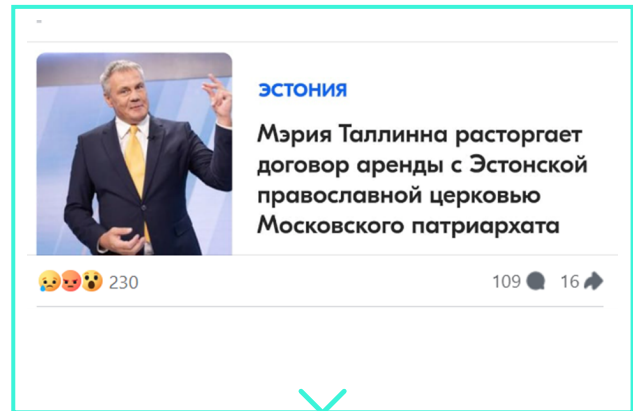 ЭСТОНИЯ
Мэрия Таллинна расторгает
договор аренды с Эстонской
православной церковью
Московского патриархата
230
109
16